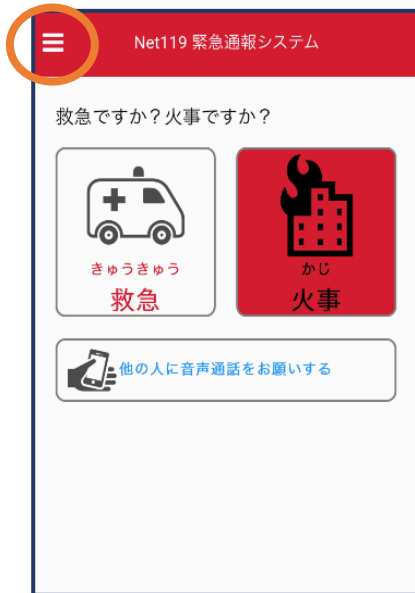 Net119 緊急通報システム
救急ですか？火事ですか？
きゅうきゅう
救急
かじ
火事
他の人に音声通話をお願いする